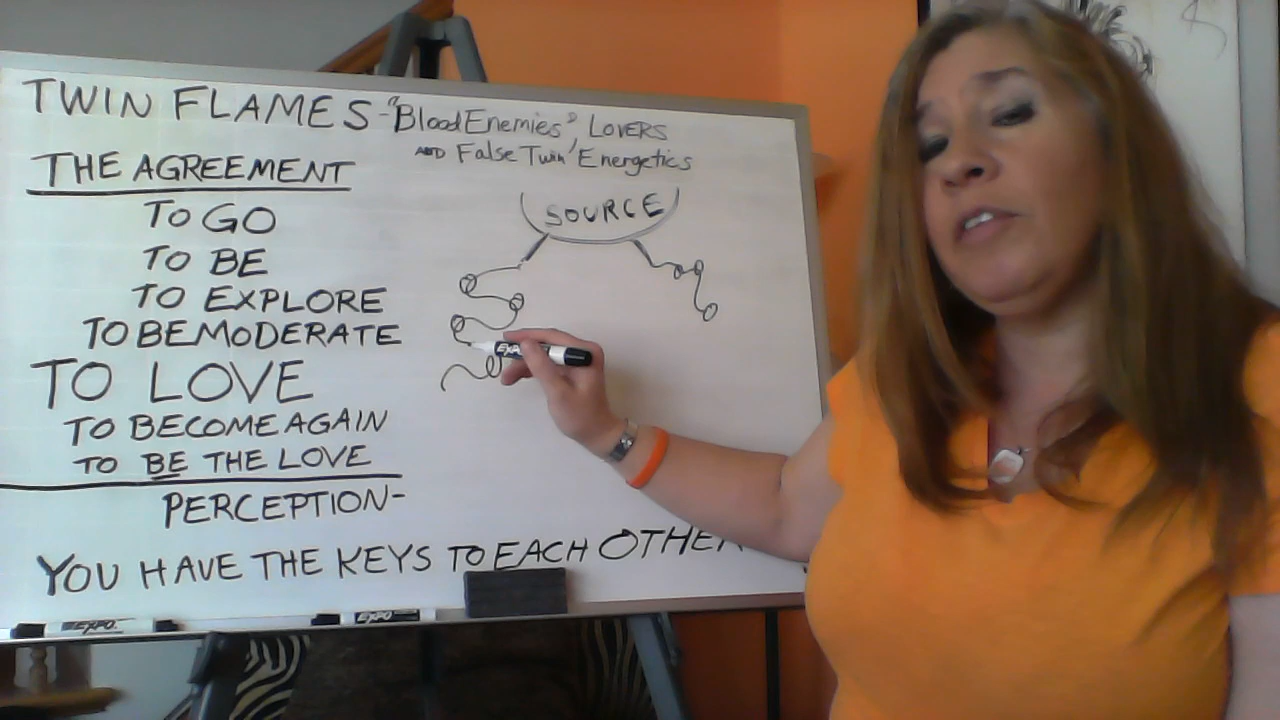 TWIN FLAMES - "Blood Enemies", LOVERS
AND False Twin' Energetics
THE AGREEMENT
TO GO
TO BE
TO EXPLORE
TO BE MODERATE
TO LOVE
TO BECOME AGAIN
TO BE THE LOVE
PERCEPTION-
YOU HAVE THE KEYS TO EACH OTHER
SOURCE
EXPO
EXPO
EXPO